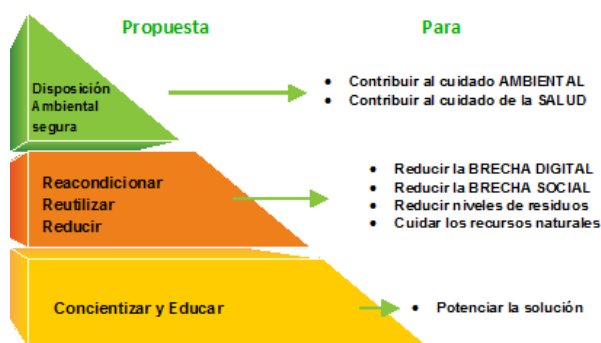 Propuesta
Para
Disposición
Ambiental
segura
• Contribuir al cuidado AMBIENTAL
• Contribuir al cuidado de la SALUD
Reacondicionar
Reutilizar
Reducir
• Reducir la BRECHA DIGITAL
• Reducir la BRECHA SOCIAL
• Reducir niveles de residuos
• Cuidar los recursos naturales
Concientizar y Educar
• Potenciar la solución